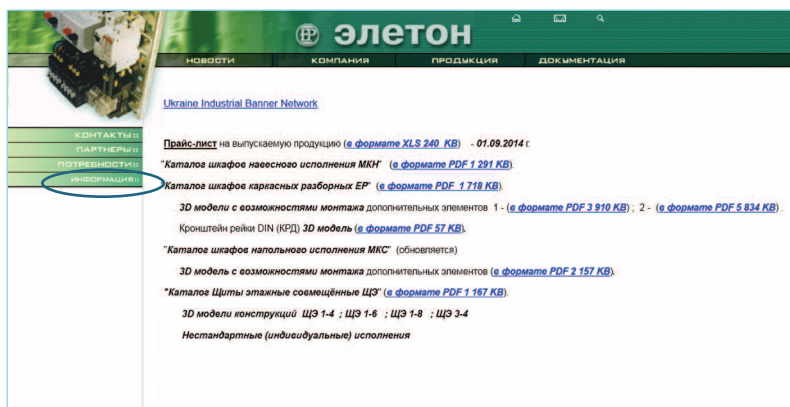 элетон
НОВОСТИ КОМПАНИЯ ПРОДУКЦИЯ ДОКУМЕНТАЦИЯ
Ukraine Industrial Banner Network
КОНТАКТЫ::
ПАРТНЕРЫ::
ПОТРЕБНОСТИ::
ИНФОРМАЦИЯ::
Прайс-лист на выпускаемую продукцию (в формате XLS 240 KB) - 01.09.2014 г.
"Каталог шкафов навесного исполнения МКН" (в формате PDF 1 291 KB).
"Каталог шкафов каркасных разборных ЕР" (в формате PDF 1 718 KB).
3D модели с возможностями монтажа дополнительных элементов 1 - (в формате PDF 3 910 KB) ; 2 - (в формате PDF 5 834 KB) .
Кронштейн рейки DIN (КРД) 3D модель (в формате PDF 57 KB).
"Каталог шкафов напольного исполнения МКС" (обновляется)
3D модель с возможностями монтажа дополнительных элементов (в формате PDF 2 157 KB).
"Каталог Щиты этажные совмещённые ЩЭ" (в формате PDF 1 167 KB).
3D модели конструкций ЩЭ 1-4 ; ЩЭ 1-6 ; ЩЭ 1-8 ; ЩЭ 3-4
Нестандартные (индивидуальные) исполнения